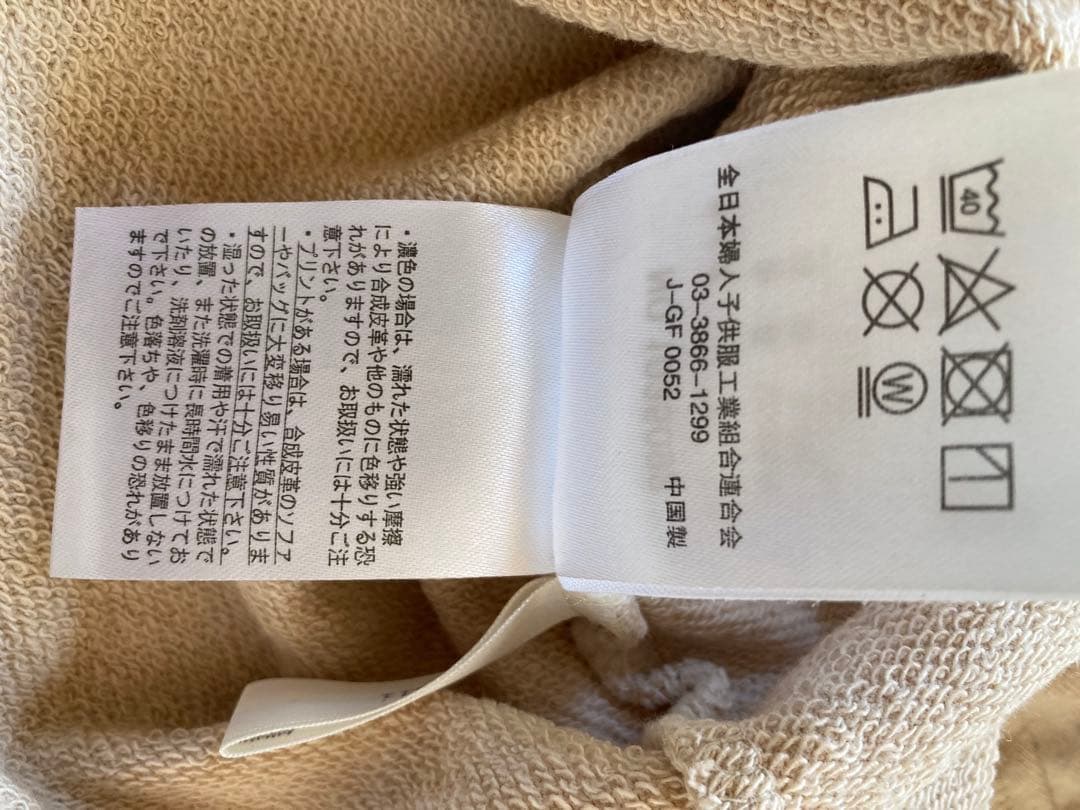 40
W
全日本婦人子供服工業組合連合会
03-3866-1299
J-GF 0052　中国製
・濃色の場合は、濡れた状態や強い摩擦
により合成皮革や他のものに色移りする恐
れがありますので、お取扱いには十分ご注
意下さい。
・プリントがある場合は、合成皮革のソファ
ーやバッグに大変移り易い性質がありま
すので、お取扱いには十分ご注意下さい。
・湿った状態での着用や汗で濡れた状態で
の放置、また洗濯時に長時間水につけてお
いたり、洗剤溶液につけたまま放置しない
で下さい。色落ちや、色移りの恐れがあり
ますのでご注意下さい。